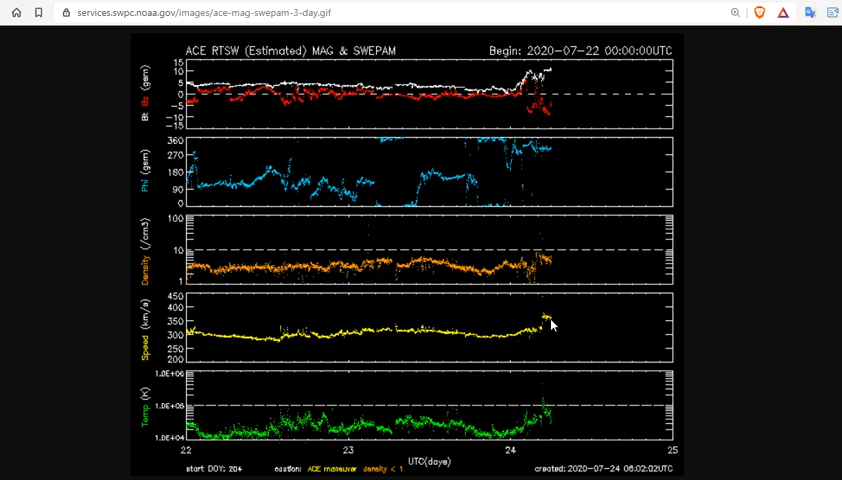 services.swpc.noaa.gov/images/ace-mag-swepam-3-day.gif
ACE RTSW (Estimated) MAG & SWEPAM
Begin: 2020-07-22 00:00:00UTC
Bt Bz (gsm)
15
10
5
0
-5
-10
-15
Phi (gsm)
360
270
180
90
0
Density (/cm3)
100
10
1
Speed (km/s)
450
400
350
300
250
200
Temp (K)
1.0E+06
1.0E+05
1.0E+04
22 23 24 25
UTC(days)
start DOY: 204 caution: ACE maneuver density < 1 created: 2020-07-24 06:02:02UTC